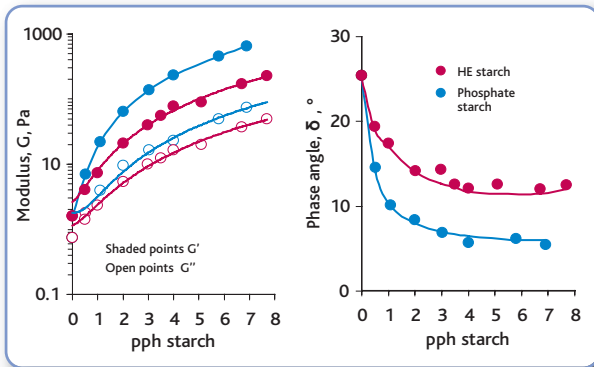 1000
10
0.1
Modulus, G, Pa
Shaded points G'
Open points G''
0 1 2 3 4 5 6 7 8
pph starch
30
20
10
0
Phase angle, δ, °
HE starch
Phosphate
starch
0 1 2 3 4 5 6 7 8
pph starch